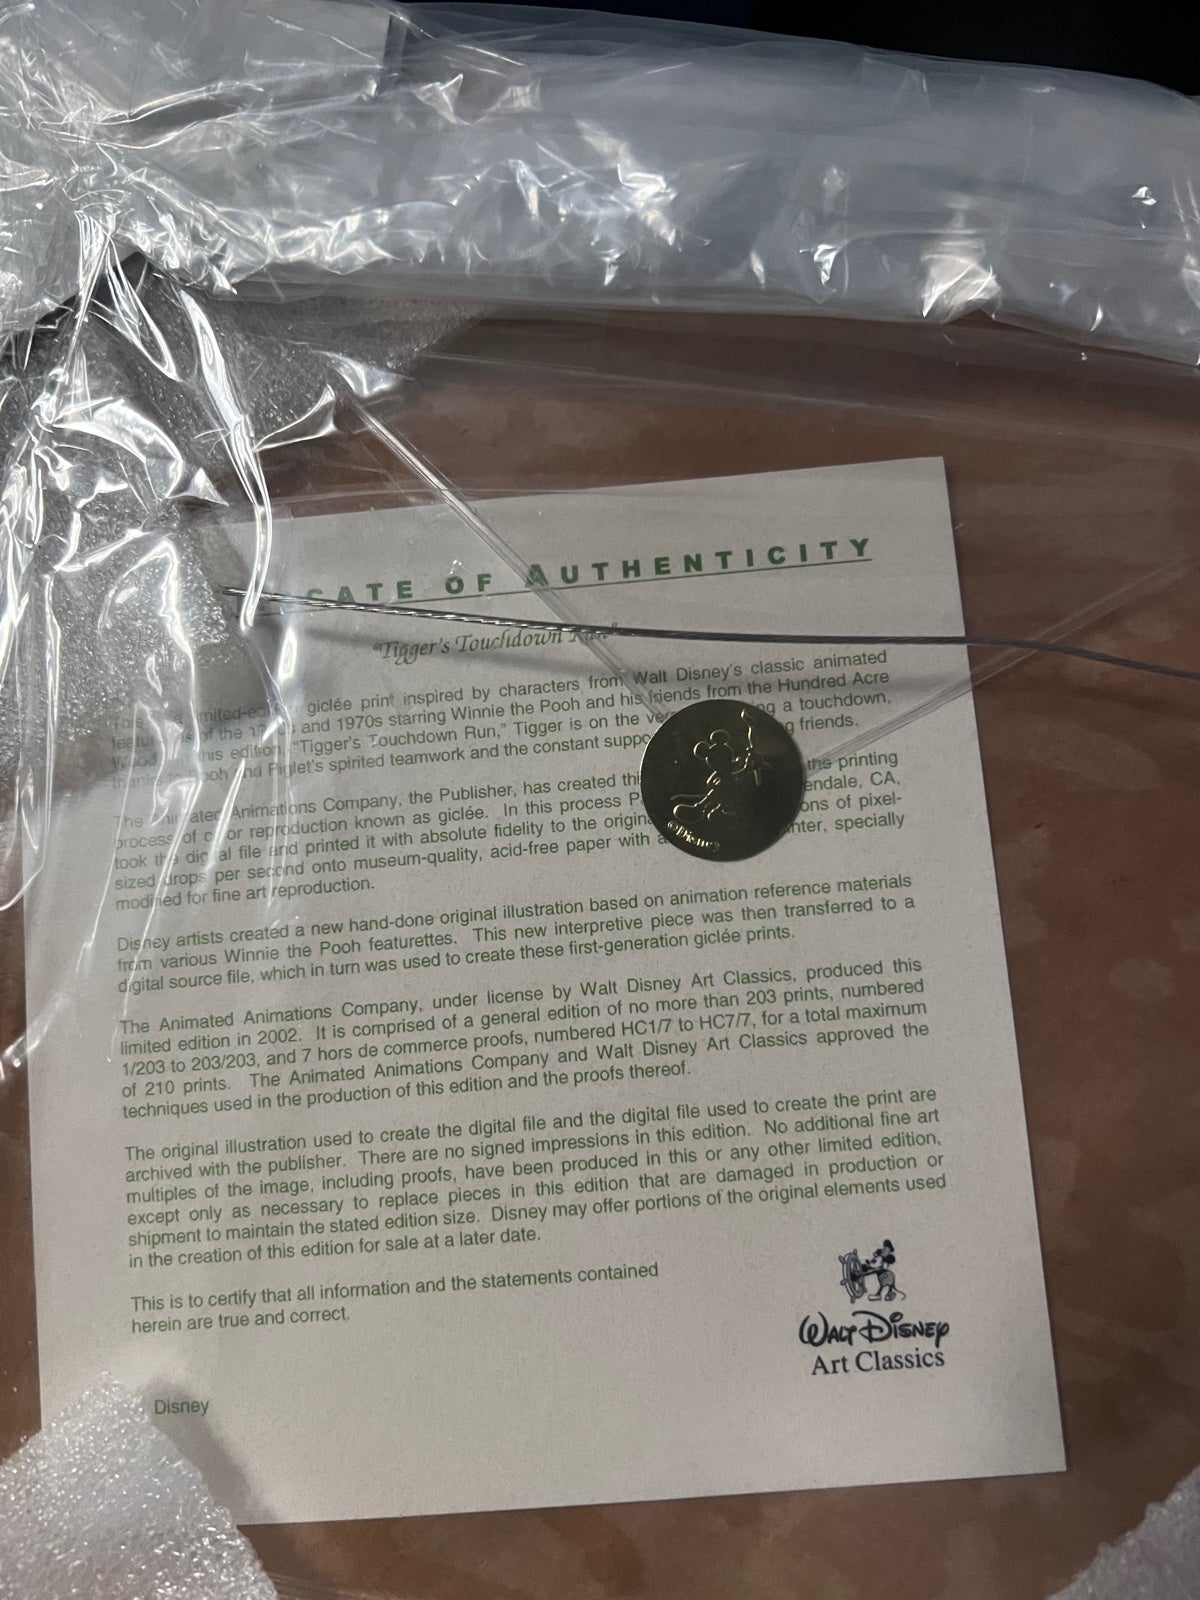 CATE OF AUTHENTICITY
"Tigger's Touchdown Run"
This limited-edition giclée print inspired by characters from Walt Disney's classic animated
of the and 1970s starring Winnie the Pooh and his friends from the Hundred Acre
this edition, "Tigger's Touchdown Run," Tigger is on the a touchdown,
thanks to Pooh and Piglet's spirited teamwork and the constant friends.
The Animated Animations Company, the Publisher, has created the printing
process of color reproduction known as giclée. In this process CA,
took the digital file and printed it with absolute fidelity to the of pixel-
sized drops per second onto museum-quality, acid-free paper with specially
modified for fine art reproduction.
Disney artists created a new hand-done original illustration based on animation reference materials
from various Winnie the Pooh featurettes. This new interpretive piece was then transferred to a
digital source file, which in turn was used to create these first-generation giclée prints.
The Animated Animations Company, under license by Walt Disney Art Classics, produced this
limited edition in 2002. It is comprised of a general edition of no more than 203 prints, numbered
1/203 to 203/203, and 7 hors de commerce proofs, numbered HC1/7 to HC7/7, for a total maximum
of 210 prints. The Animated Animations Company and Walt Disney Art Classics approved the
techniques used in the production of this edition and the proofs thereof.
The original illustration used to create the digital file and the digital file used to create the print are
archived with the publisher. There are no signed impressions in this edition. No additional fine art
multiples of the image, including proofs, have been produced in this or any other limited edition,
except only as necessary to replace pieces in this edition that are damaged in production or
shipment to maintain the stated edition size. Disney may offer portions of the original elements used
in the creation of this edition for sale at a later date.
This is to certify that all information and the statements contained
herein are true and correct.
Disney
©Disney
WALT DISNEY
Art Classics